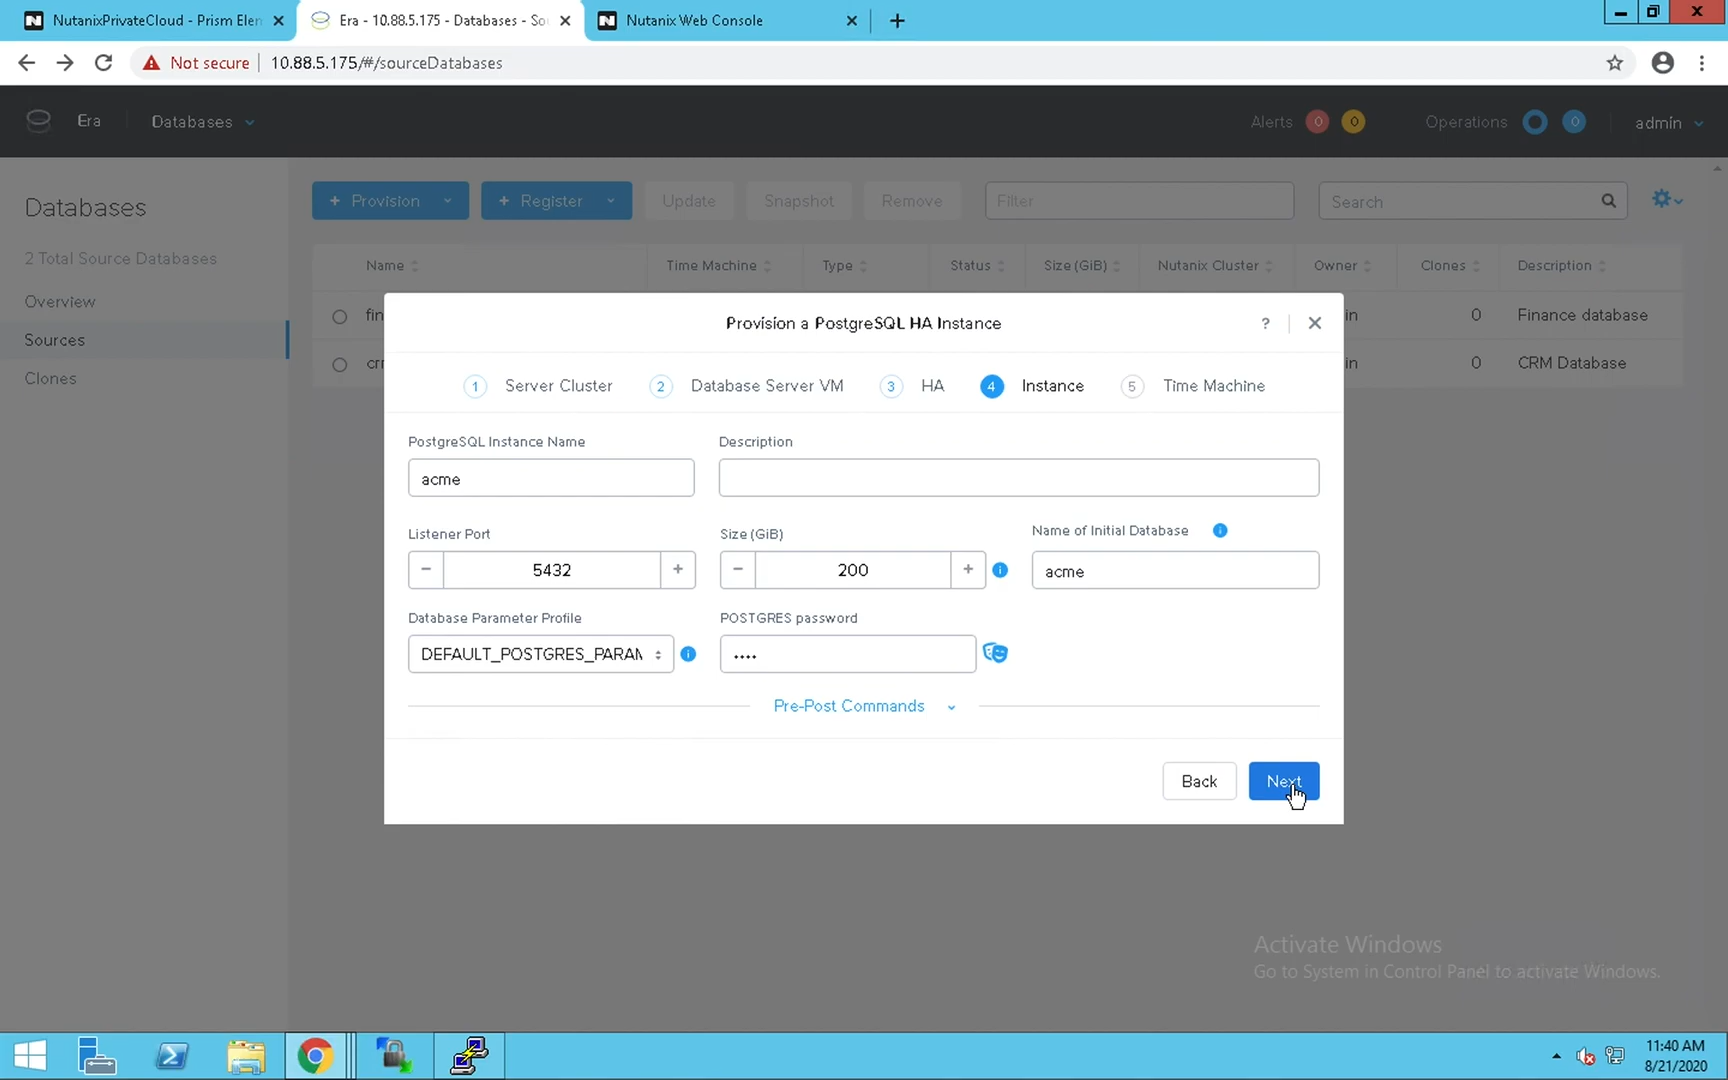 NutanixPrivateCloud - Prism Elen
Era - 10.88.5.175 - Databases - So
Nutanix Web Console
Not secure
10.88.5.175/#/sourceDatabases
Era
Databases
Alerts 0 0
Operations 0
admin
Databases
2 Total Source Databases
Overview
Sources
Clones
+ Provision
+ Register
Update
Snapshot
Remove
Filter
Search
Name
Time Machine
Type
Status
Size (GiB)
Nutanix Cluster
Owner
Clones
Description
fin
in
0
Finance database
in
0
CRM Database
Provision a PostgreSQL HA Instance
?
1 Server Cluster
2 Database Server VM
3 HA
4 Instance
5 Time Machine
PostgreSQL Instance Name
Description
acme
Listener Port
Size (GiB)
Name of Initial Database
- 5432 +
- 200 +
acme
Database Parameter Profile
POSTGRES password
DEFAULT_POSTGRES_PARAM
••••
Pre-Post Commands
Back
Next
Activate Windows
Go to System in Control Panel to activate Windows.
11:40 AM
8/21/2020